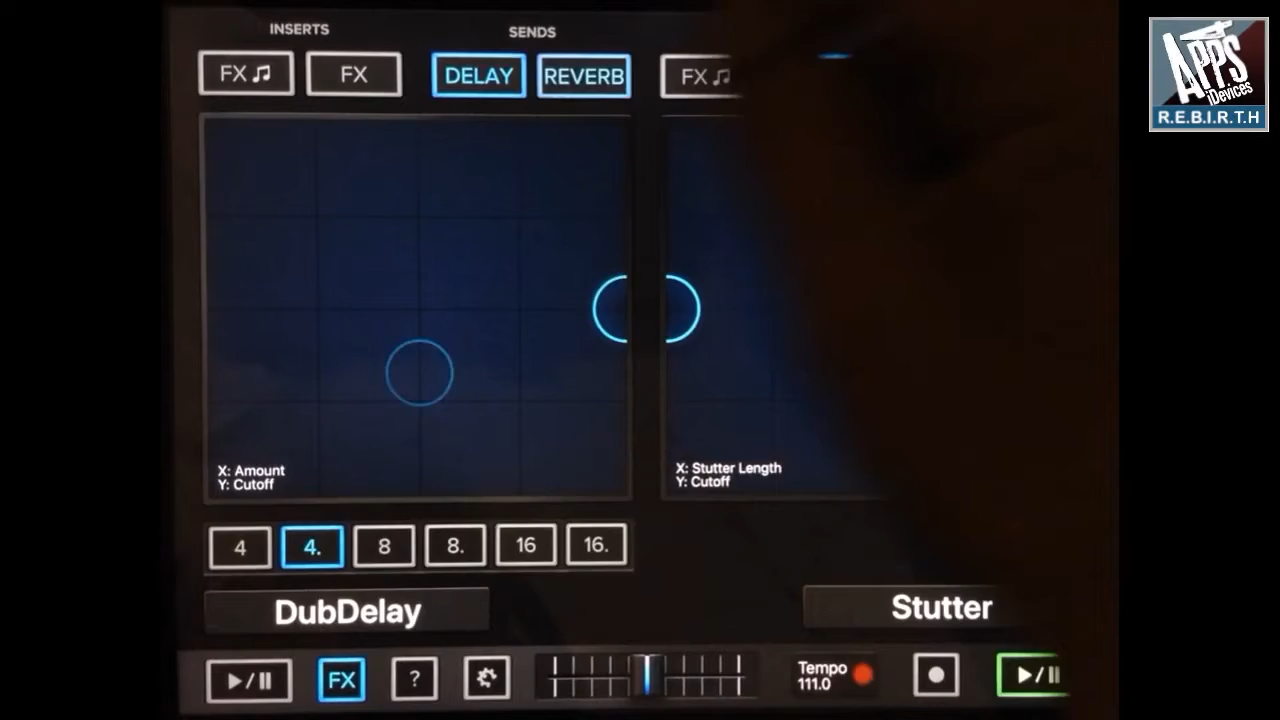 INSERTS
SENDS
FX
FX
DELAY
REVERB
FX
APPS
iDevices
R.E.B.I.R.T.H
X: Amount
Y: Cutoff
X: Stutter Length
Y: Cutoff
4
4.
8
8.
16
16.
DubDelay
Stutter
FX
?
Tempo
111.0